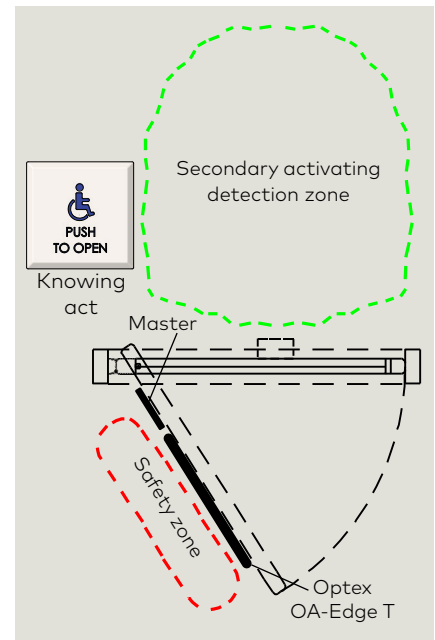 Secondary activating
detection zone
PUSH
TO OPEN
Knowing
act
Master
Safety zone
Optex
OA-Edge T